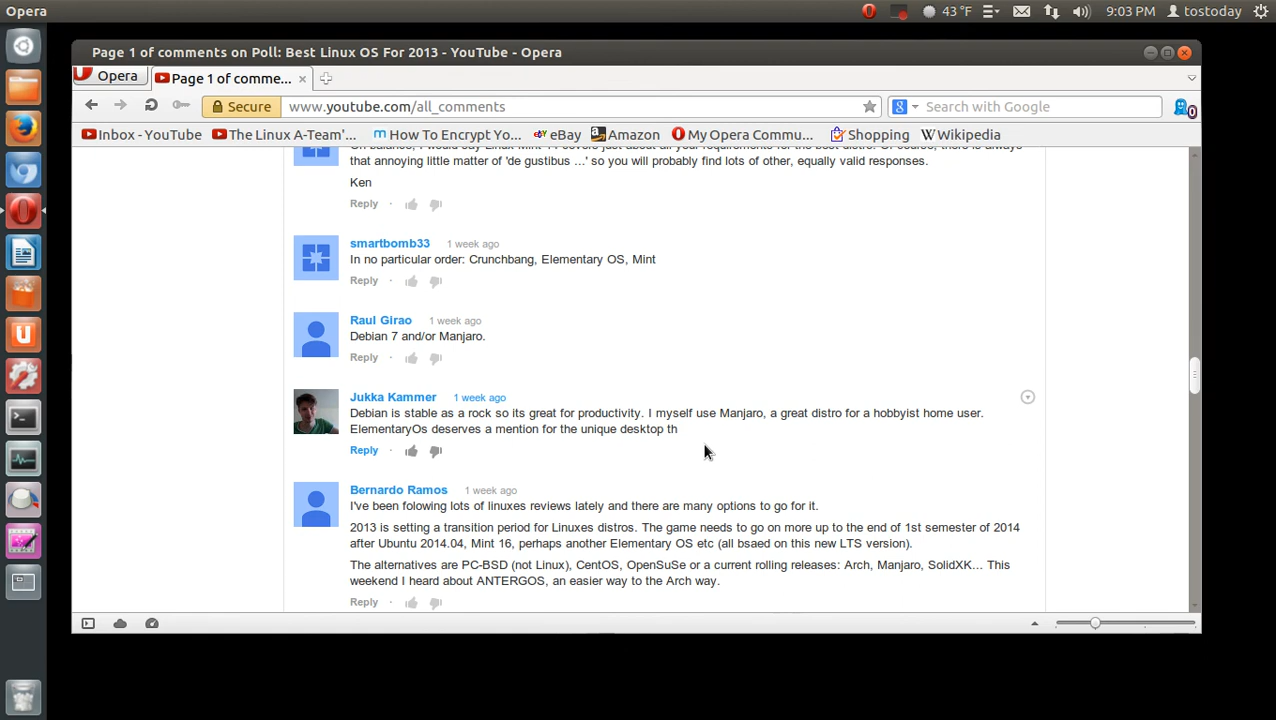 Opera
43 °F
9:03 PM
tostoday
Page 1 of comments on Poll: Best Linux OS For 2013 - YouTube - Opera
Opera
Page 1 of comme...
Secure
www.youtube.com/all_comments
Search with Google
0
Inbox - YouTube
The Linux A-Team'...
How To Encrypt Yo...
eBay
Amazon
My Opera Commu...
Shopping
Wikipedia
that annoying little matter of 'de gustibus ...' so you will probably find lots of other, equally valid responses.
Ken
Reply ·
smartbomb33 1 week ago
In no particular order: Crunchbang, Elementary OS, Mint
Reply ·
Raul Girao 1 week ago
Debian 7 and/or Manjaro.
Reply ·
Jukka Kammer 1 week ago
Debian is stable as a rock so its great for productivity. I myself use Manjaro, a great distro for a hobbyist home user.
ElementaryOs deserves a mention for the unique desktop th
Reply ·
Bernardo Ramos 1 week ago
I've been folowing lots of linuxes reviews lately and there are many options to go for it.
2013 is setting a transition period for Linuxes distros. The game needs to go on more up to the end of 1st semester of 2014
after Ubuntu 2014.04, Mint 16, perhaps another Elementary OS etc (all bsaed on this new LTS version).
The alternatives are PC-BSD (not Linux), CentOS, OpenSuSe or a current rolling releases: Arch, Manjaro, SolidXK... This
weekend I heard about ANTERGOS, an easier way to the Arch way.
Reply ·